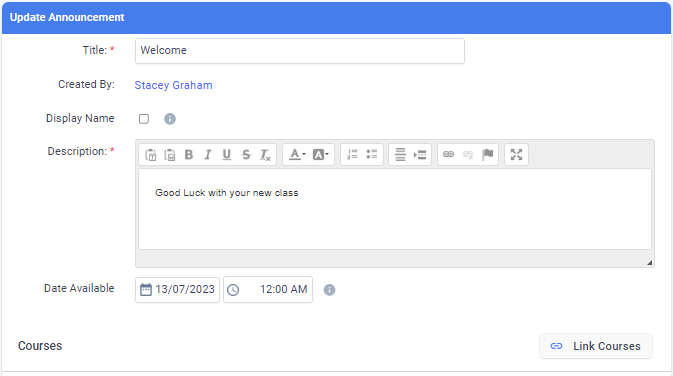 Update Announcement
Title: * Welcome
Created By: Stacey Graham
Display Name
Description: *
Good Luck with your new class
Date Available 13/07/2023 12:00 AM
Courses Link Courses